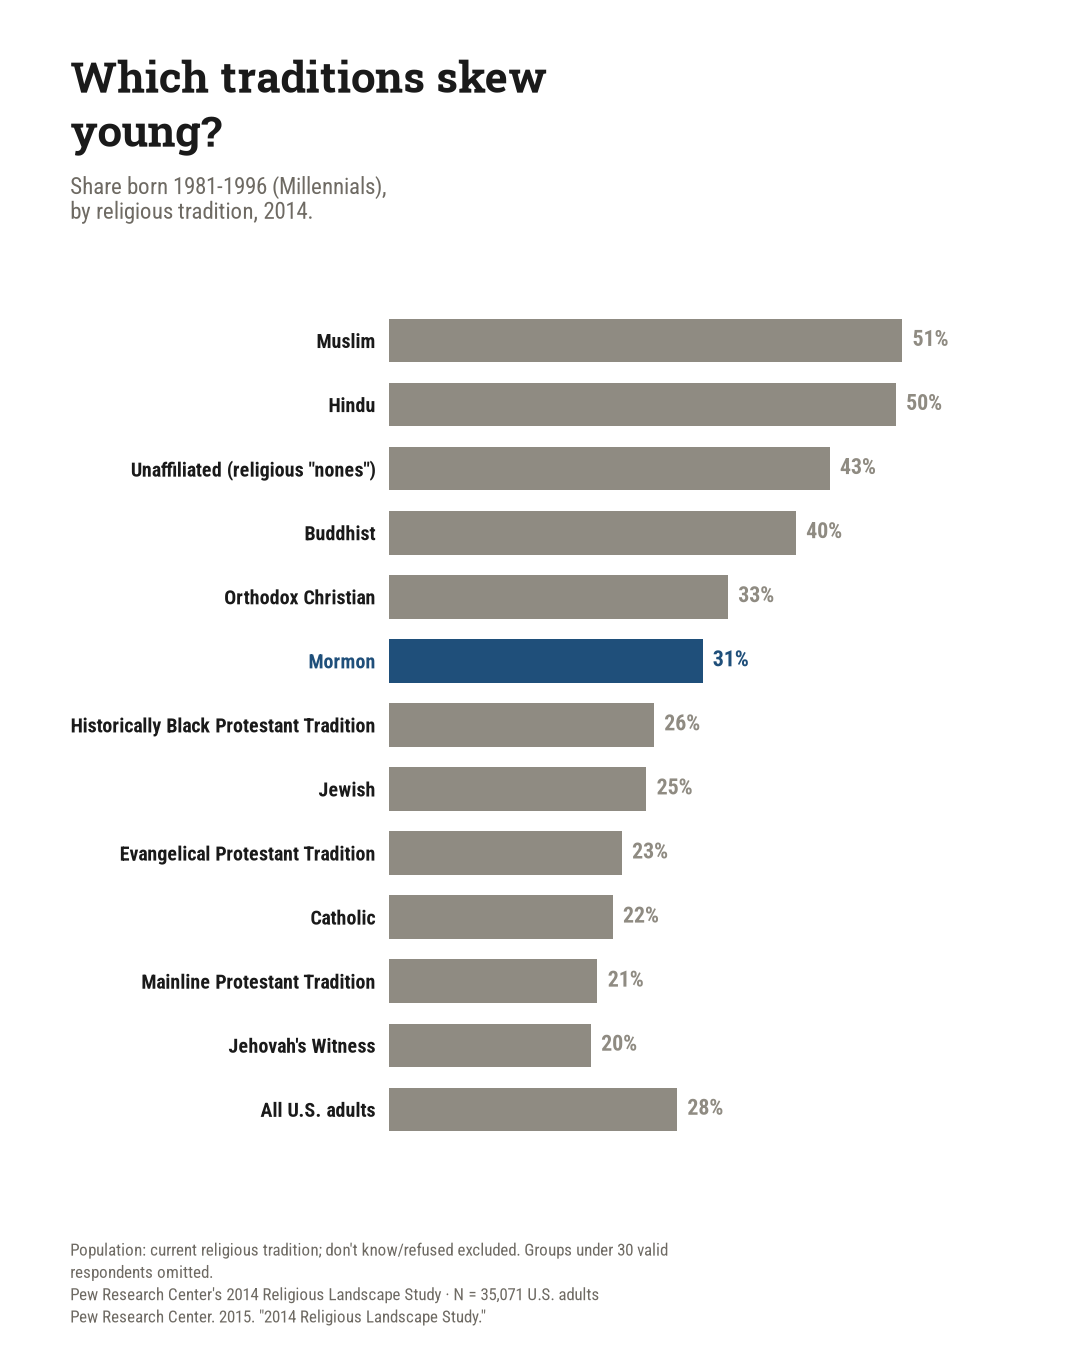 Which traditions skew
young?
Share born 1981-1996 (Millennials),
by religious tradition, 2014.
Muslim 51%
Hindu 50%
Unaffiliated (religious "nones") 43%
Buddhist 40%
Orthodox Christian 33%
Mormon 31%
Historically Black Protestant Tradition 26%
Jewish 25%
Evangelical Protestant Tradition 23%
Catholic 22%
Mainline Protestant Tradition 21%
Jehovah's Witness 20%
All U.S. adults 28%
Population: current religious tradition; don't know/refused excluded. Groups under 30 valid
respondents omitted.
Pew Research Center's 2014 Religious Landscape Study · N = 35,071 U.S. adults
Pew Research Center. 2015. "2014 Religious Landscape Study."